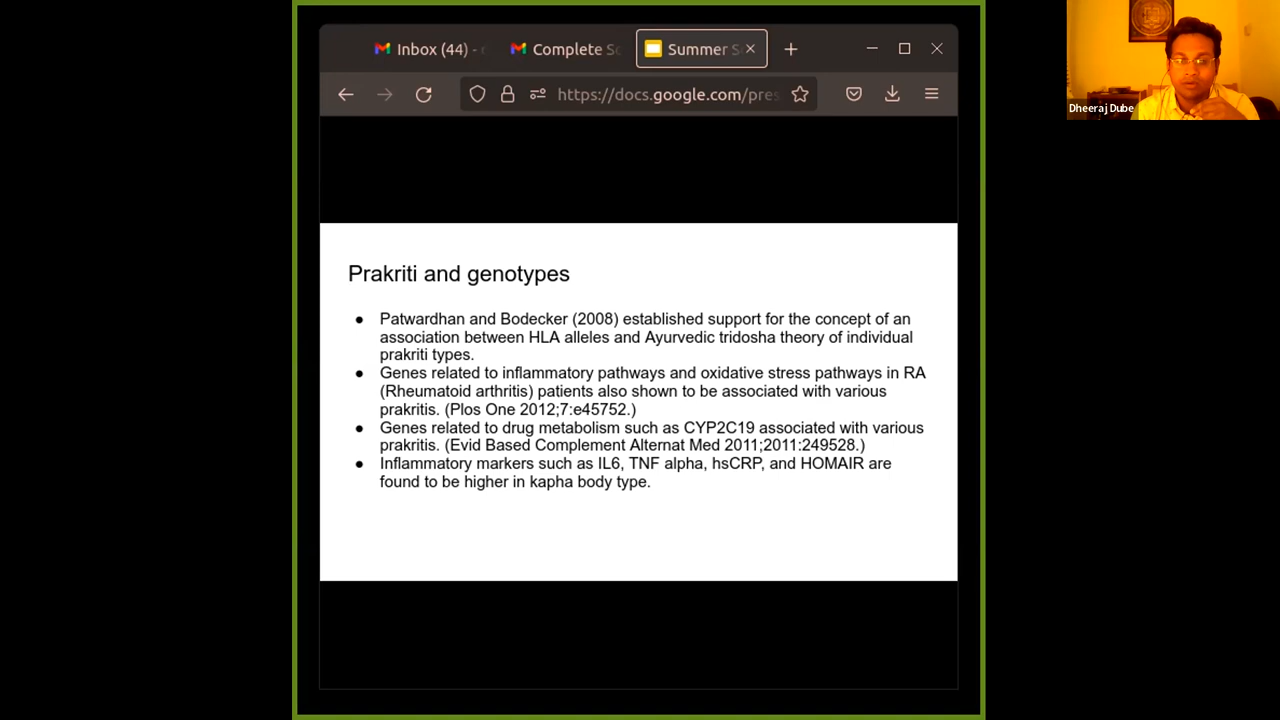 Inbox (44) -
Complete Sc
Summer S
https://docs.google.com/pres
Dheeraj Dube
Prakriti and genotypes
● Patwardhan and Bodecker (2008) established support for the concept of an
association between HLA alleles and Ayurvedic tridosha theory of individual
prakriti types.
● Genes related to inflammatory pathways and oxidative stress pathways in RA
(Rheumatoid arthritis) patients also shown to be associated with various
prakritis. (Plos One 2012;7:e45752.)
● Genes related to drug metabolism such as CYP2C19 associated with various
prakritis. (Evid Based Complement Alternat Med 2011;2011:249528.)
● Inflammatory markers such as IL6, TNF alpha, hsCRP, and HOMAIR are
found to be higher in kapha body type.